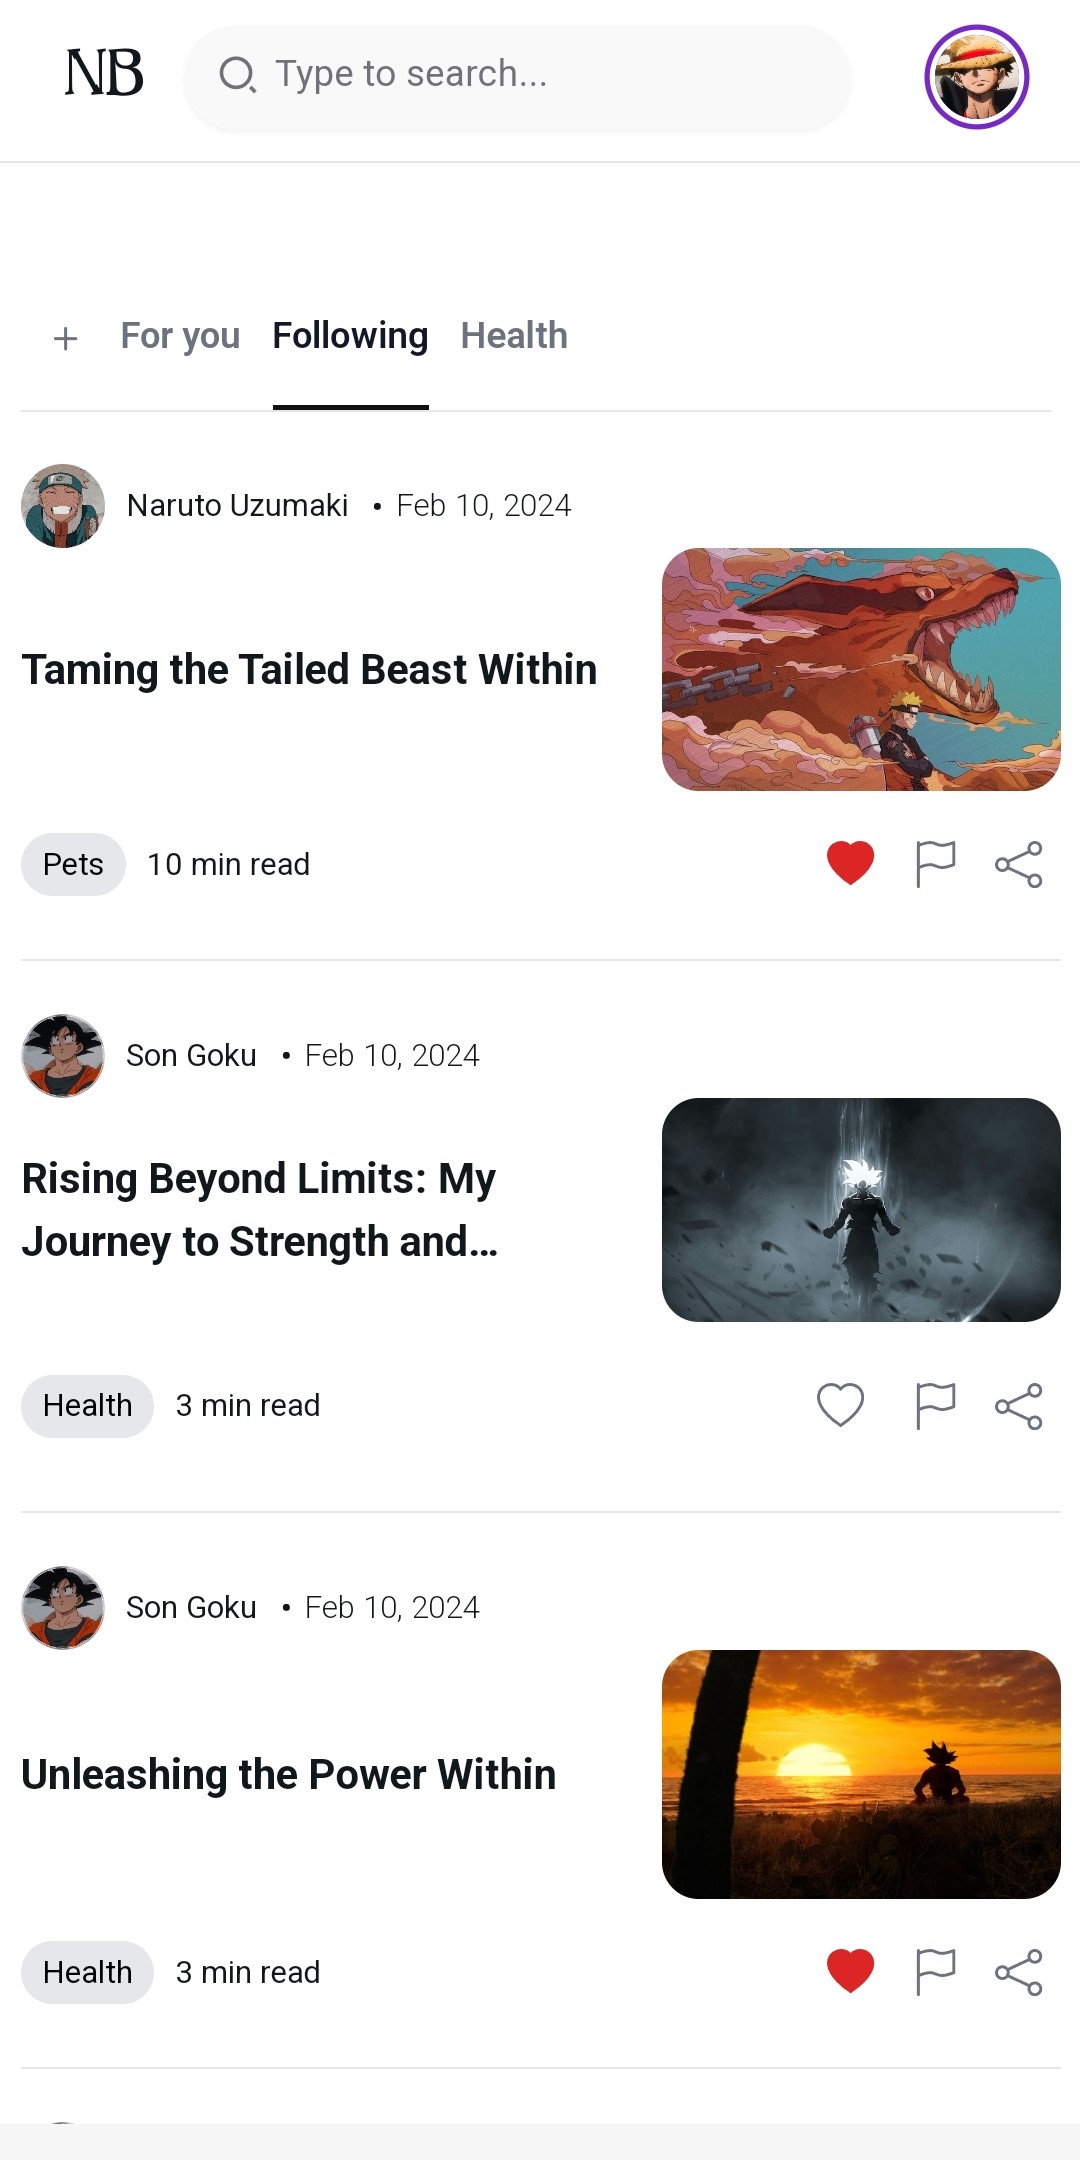 NB
Type to search...
For you
Following
Health
Naruto Uzumaki • Feb 10, 2024
Taming the Tailed Beast Within
Pets
10 min read
Son Goku • Feb 10, 2024
Rising Beyond Limits: My
Journey to Strength and...
Health
3 min read
Son Goku • Feb 10, 2024
Unleashing the Power Within
Health
3 min read